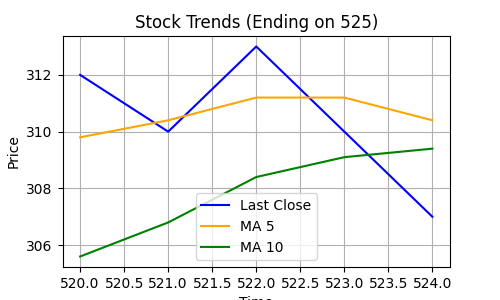 Stock Trends (Ending on 525)
Price
312
310
308
306
Last Close
MA 5
MA 10
520.0 520.5 521.0 521.5 522.0 522.5 523.0 523.5 524.0
Time